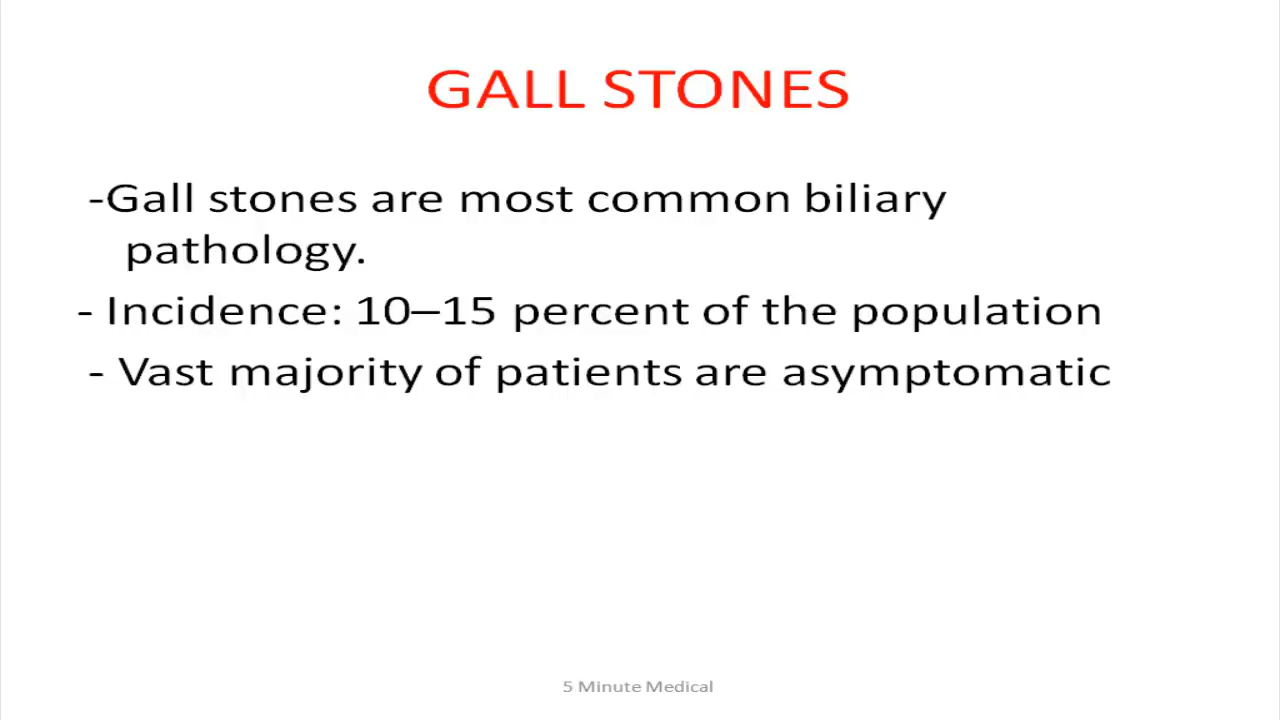 GALL STONES
-Gall stones are most common biliary
pathology.
- Incidence: 10–15 percent of the population
- Vast majority of patients are asymptomatic
5 Minute Medical